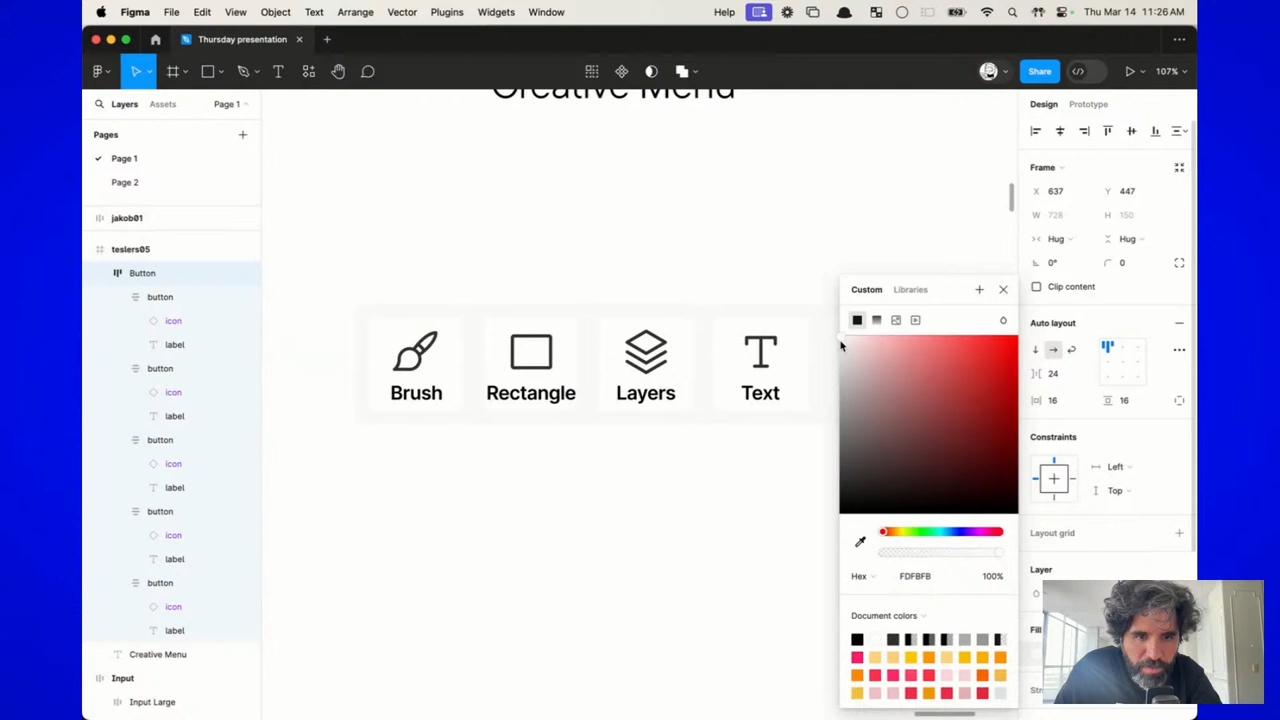 Figma File Edit View Object Text Arrange Vector Plugins Widgets Window Help Thu Mar 14 11:26 AM
Thursday presentation
Share 107%
Layers Assets Page 1
Design Prototype
Creative Menu
Pages
Page 1
Page 2
jakob01
teslers05
Button
button
icon
label
button
icon
label
button
icon
label
button
icon
label
button
icon
label
Creative Menu
Input
Input Large
Brush
Rectangle
Layers
Text
Custom Libraries
Hex FDFBFB 100%
Document colors
Frame
X 637 Y 447
W 728 H 150
Hug Hug
0° 0
Clip content
Auto layout
24
16 16
Constraints
Left
Top
Layout grid
Layer
Fill